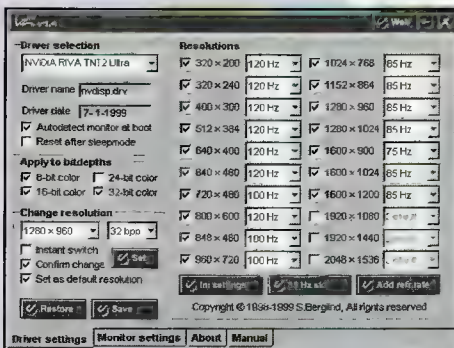 Web
Driver selection
NVIDIA RIVA TNT2 Ultra
Driver name nvdisp.drv
Driver date 7-1-1999
Autodetect monitor at boot
Reset after sleepmode
Apply to bitdepths
8-bit color 24-bit color
16-bit color 32-bit color
Change resolution
1280 × 960 32 bpp
Instant switch
Confirm change
Set
Set as default resolution
Restore Save
Resolutions
320 × 200 120 Hz 1024 × 768 85 Hz
320 × 240 120 Hz 1152 × 864 85 Hz
400 × 300 120 Hz 1280 × 960 85 Hz
512 × 384 120 Hz 1280 × 1024 85 Hz
640 × 400 120 Hz 1600 × 900 75 Hz
640 × 480 120 Hz 1600 × 1024 85 Hz
720 × 480 100 Hz 1600 × 1200 85 Hz
800 × 600 120 Hz 1920 × 1080
848 × 480 100 Hz 1920 × 1440
960 × 720 100 Hz 2048 × 1536
settings Hz Add refr.rate
Copyright © 1998-1999 S.Berglind, All rights reserved
Driver settings Monitor settings About Manual